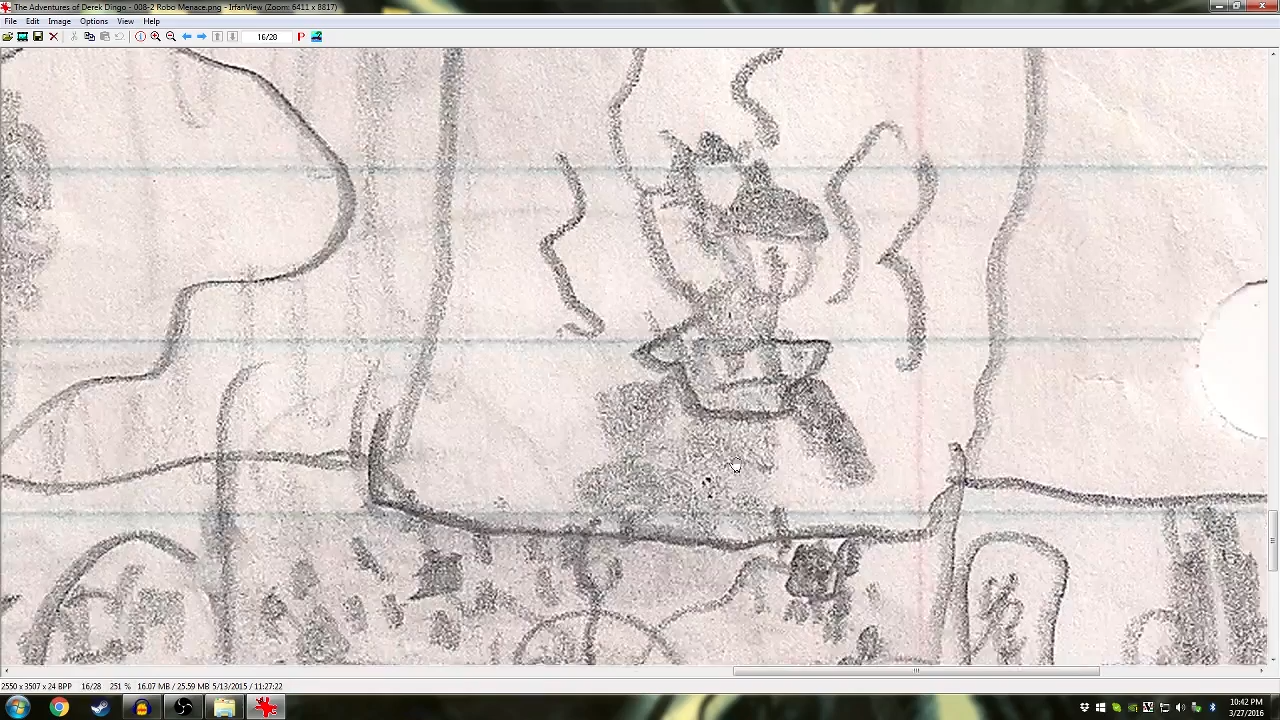 The Adventures of Derek Dingo - 008-2 Robo Menace.png - IrfanView (Zoom: 6411 x 8817)
File Edit Image Options View Help
16/28
2550 x 3507 x 24 BPP 16/28 251 % 16.07 MB / 25.59 MB 5/13/2015 / 11:27:22
10:42 PM
3/27/2016